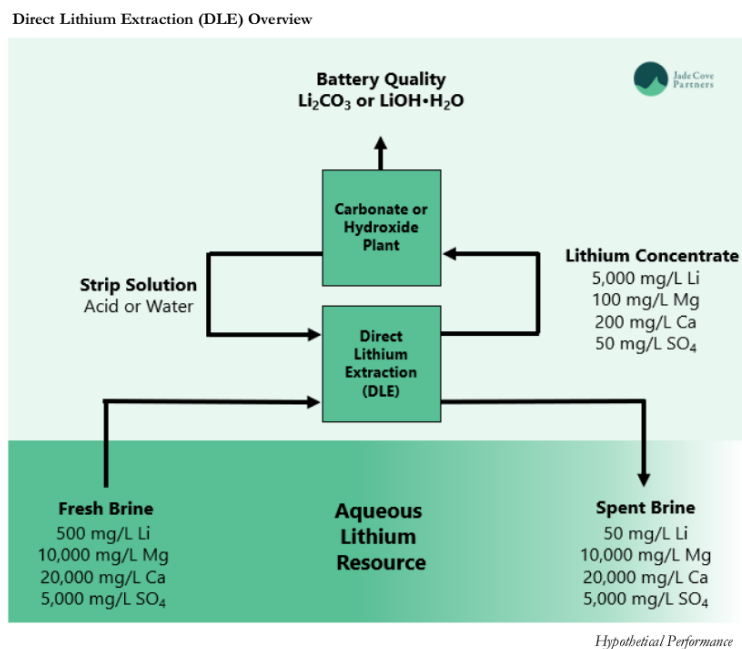 Direct Lithium Extraction (DLE) Overview
Jade Cove
Partners
Battery Quality
Li₂CO₃ or LiOH•H₂O
Carbonate or
Hydroxide
Plant
Strip Solution
Acid or Water
Lithium Concentrate
5,000 mg/L Li
100 mg/L Mg
200 mg/L Ca
50 mg/L SO₄
Direct
Lithium
Extraction
(DLE)
Fresh Brine
500 mg/L Li
10,000 mg/L Mg
20,000 mg/L Ca
5,000 mg/L SO₄
Aqueous
Lithium
Resource
Spent Brine
50 mg/L Li
10,000 mg/L Mg
20,000 mg/L Ca
5,000 mg/L SO₄
Hypothetical Performance